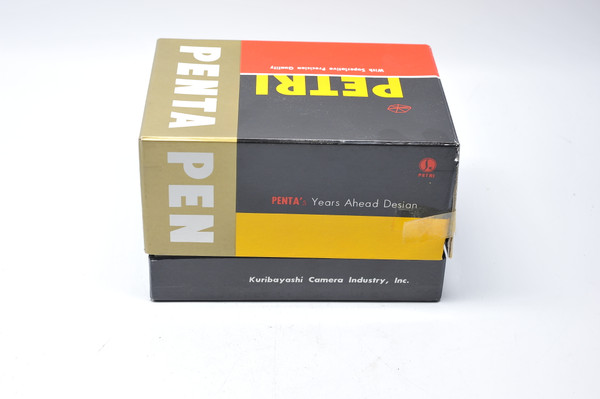 With Superlative Precision Quality
PETRI
PENTA PEN
PETRI
PENTA's Years Ahead Design
Kuribayashi Camera Industry, Inc.